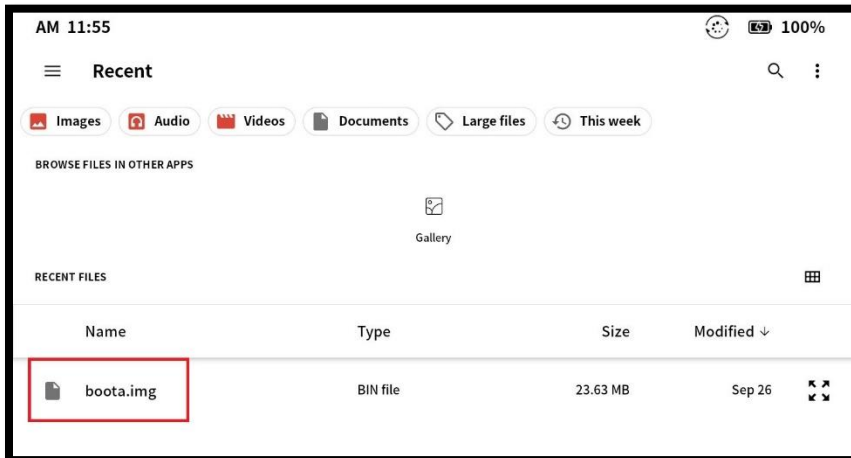 AM 11:55 100%
Recent
Images Audio Videos Documents Large files This week
BROWSE FILES IN OTHER APPS
Gallery
RECENT FILES
Name Type Size Modified ↓
boota.img BIN file 23.63 MB Sep 26